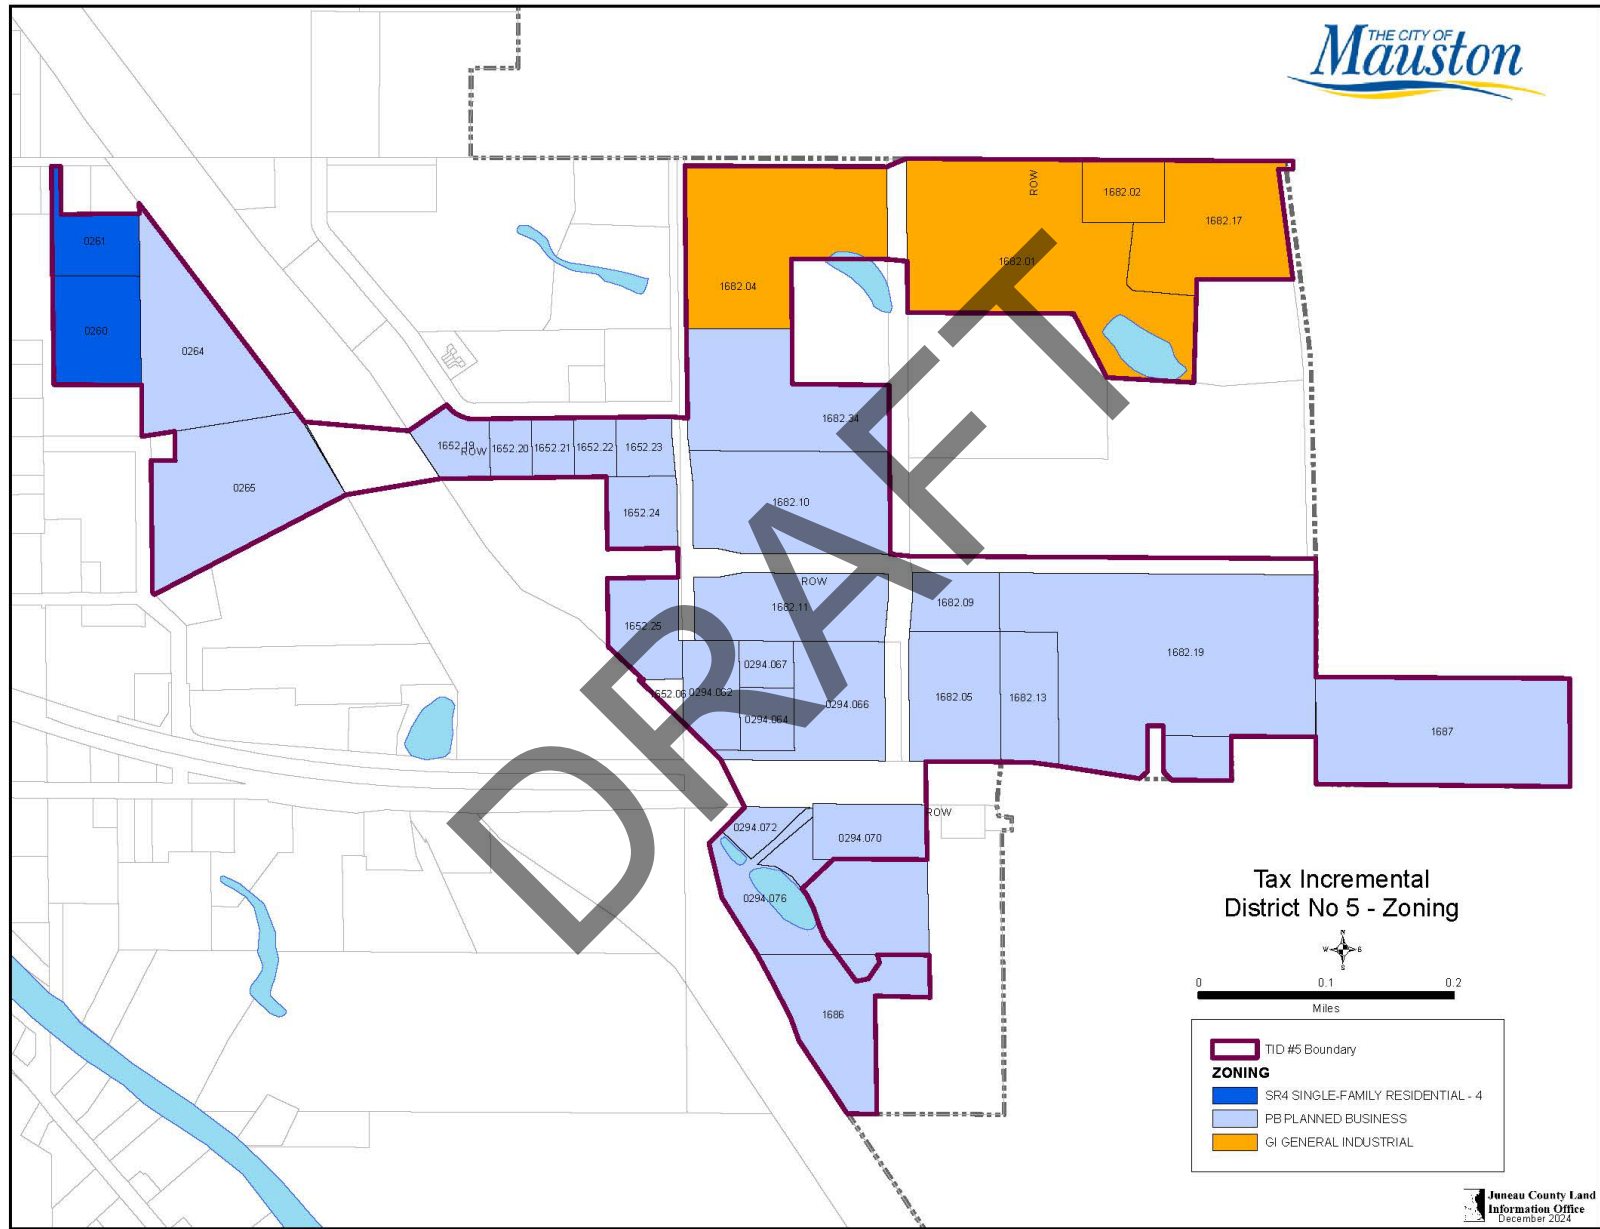 THE CITY OF
Mauston
ROW
1682.02
1682.17
0261
1682.01
1682.04
0260
0264
1682.34
1652.19
ROW
1652.20
1652.21
1652.22
1652.23
0265
1682.10
1652.24
ROW
1682.09
1682.11
1652.25
1682.19
0294.067
1652.06
0294.062
1682.05
1682.13
0294.066
0294.064
1687
ROW
0294.072
0294.070
0294.076
1686
DRAFT
Tax Incremental
District No 5 - Zoning
N
W E
S
0 0.1 0.2
Miles
TID #5 Boundary
ZONING
SR4 SINGLE-FAMILY RESIDENTIAL - 4
PB PLANNED BUSINESS
GI GENERAL INDUSTRIAL
Juneau County Land
Information Office
December 2024